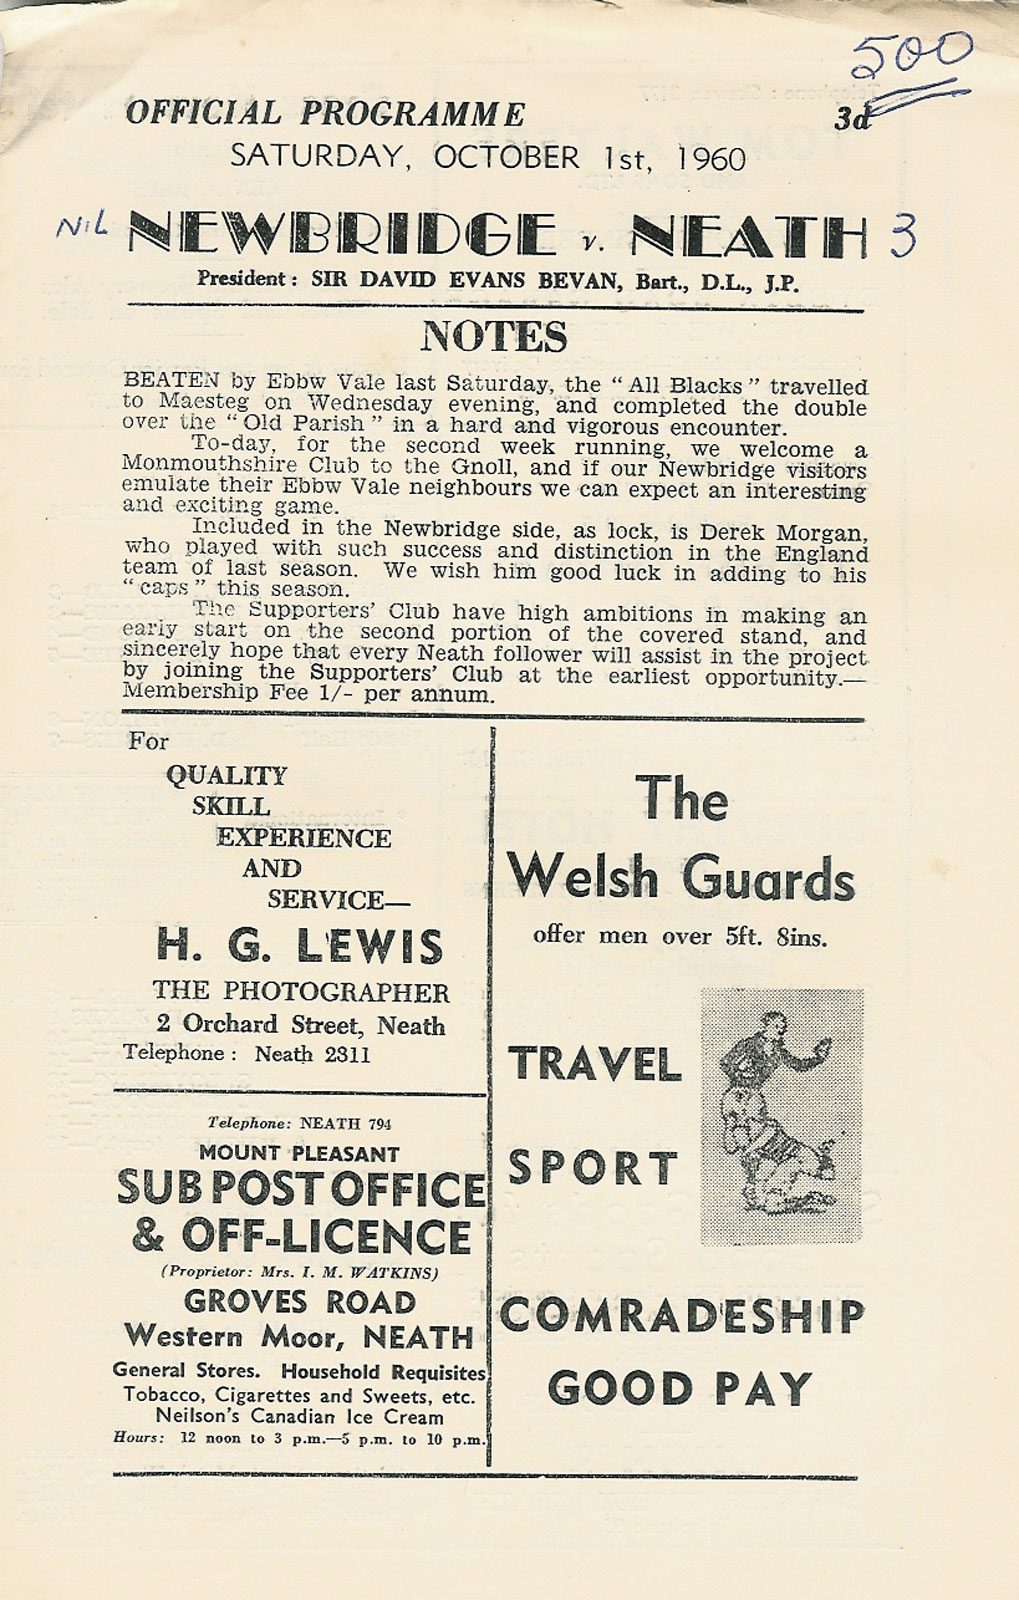 500
OFFICIAL PROGRAMME 3d
SATURDAY, OCTOBER 1st, 1960
NiL NEWBRIDGE v. NEATH 3
President: SIR DAVID EVANS BEVAN, Bart., D.L., J.P.
NOTES
BEATEN by Ebbw Vale last Saturday, the "All Blacks" travelled
to Maesteg on Wednesday evening, and completed the double
over the "Old Parish" in a hard and vigorous encounter.
To-day, for the second week running, we welcome a
Monmouthshire Club to the Gnoll, and if our Newbridge visitors
emulate their Ebbw Vale neighbours we can expect an interesting
and exciting game.
Included in the Newbridge side, as lock, is Derek Morgan,
who played with such success and distinction in the England
team of last season. We wish him good luck in adding to his
"caps" this season.
The Supporters' Club have high ambitions in making an
early start on the second portion of the covered stand, and
sincerely hope that every Neath follower will assist in the project
by joining the Supporters' Club at the earliest opportunity.—
Membership Fee 1/- per annum.
For
QUALITY
SKILL
EXPERIENCE
AND
SERVICE—
H. G. LEWIS
THE PHOTOGRAPHER
2 Orchard Street, Neath
Telephone: Neath 2311
Telephone: NEATH 794
MOUNT PLEASANT
SUB POST OFFICE
& OFF-LICENCE
(Proprietor: Mrs. I. M. WATKINS)
GROVES ROAD
Western Moor, NEATH
General Stores. Household Requisites
Tobacco, Cigarettes and Sweets, etc.
Neilson's Canadian Ice Cream
Hours: 12 noon to 3 p.m.—5 p.m. to 10 p.m.
The
Welsh Guards
offer men over 5ft. 8ins.
TRAVEL
SPORT
COMRADESHIP
GOOD PAY